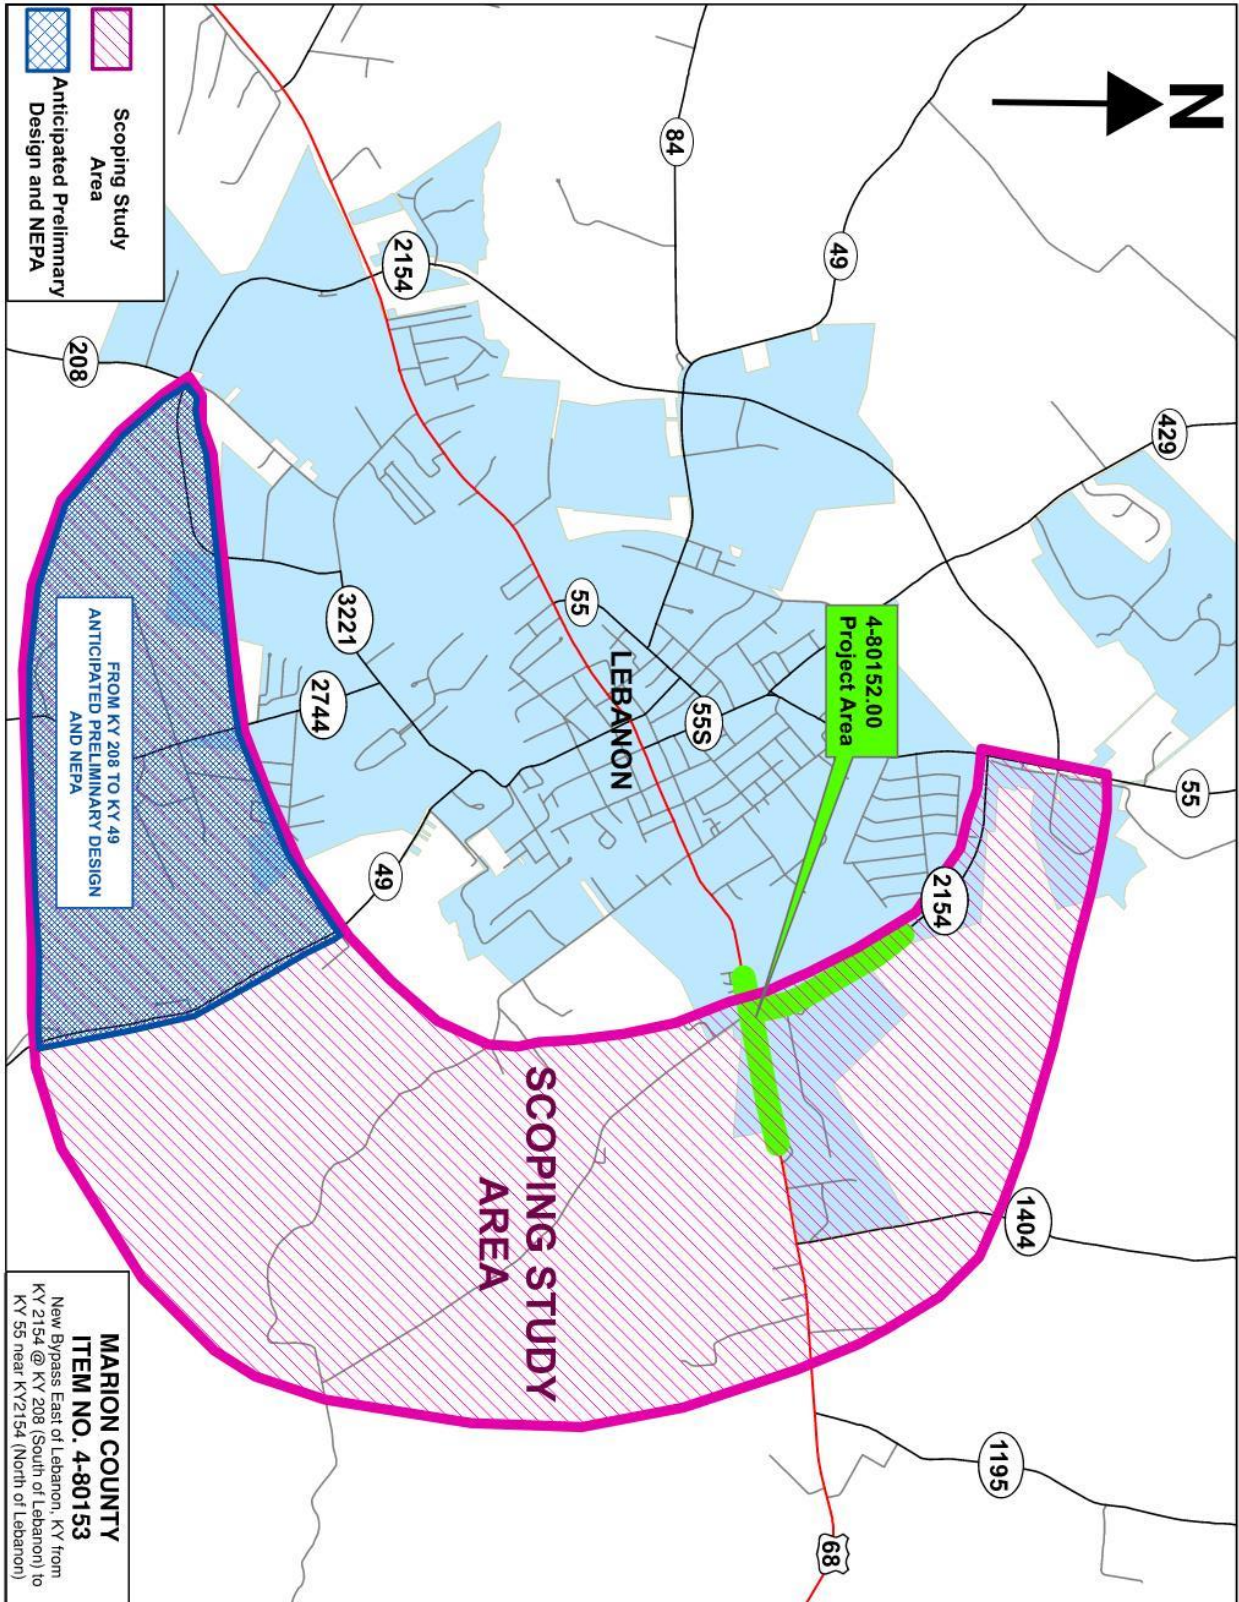 N
84
49
429
2154
208
55
3221
2744
LEBANON
55S
49
4-80152.00
Project Area
2154
55
1404
1195
68
SCOPING STUDY
AREA
FROM KY 208 TO KY 49
ANTICIPATED PRELIMINARY DESIGN
AND NEPA
Scoping Study
Area
Anticipated Prelimnary
Design and NEPA
MARION COUNTY
ITEM NO. 4-80153
New Bypass East of Lebanon, KY from
KY 2154 @ KY 208 (South of Lebanon) to
KY 55 near KY2154 (North of Lebanon)